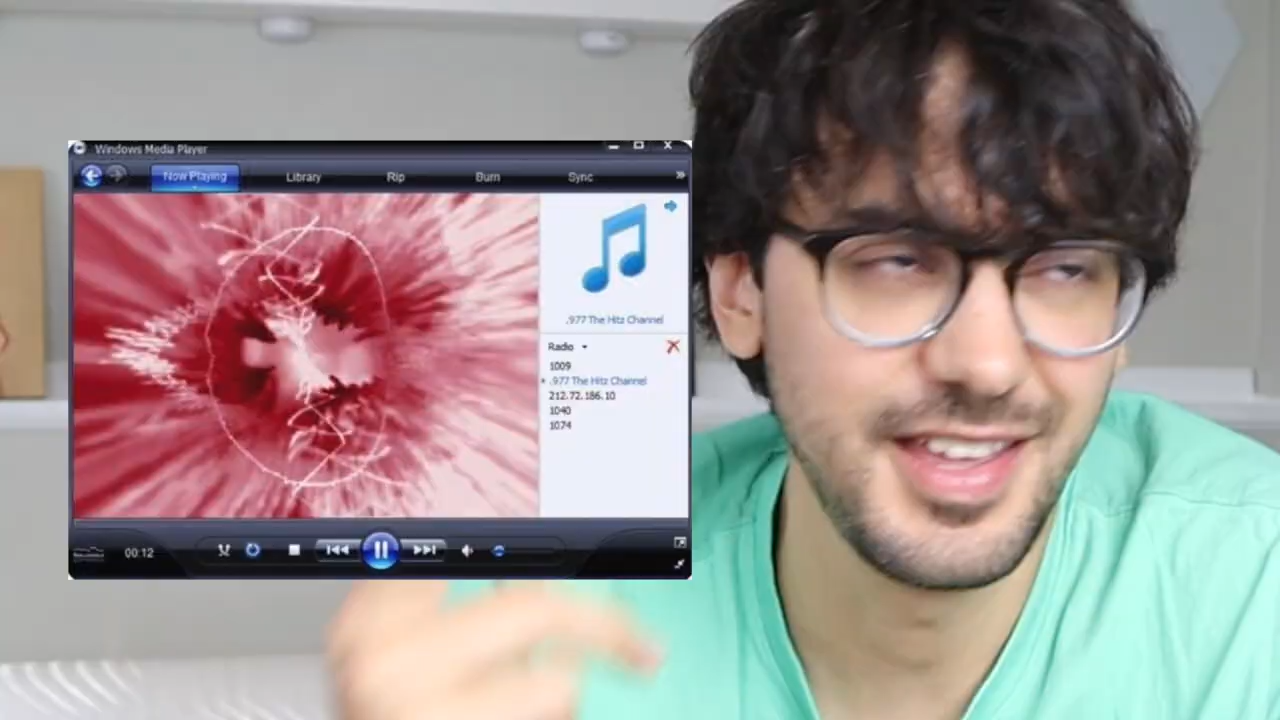 Windows Media Player
Now Playing
Library
Rip
Burn
Sync
.977 The Hitz Channel
Radio
1009
.977 The Hitz Channel
212.72.186.10
1040
1074
00:12